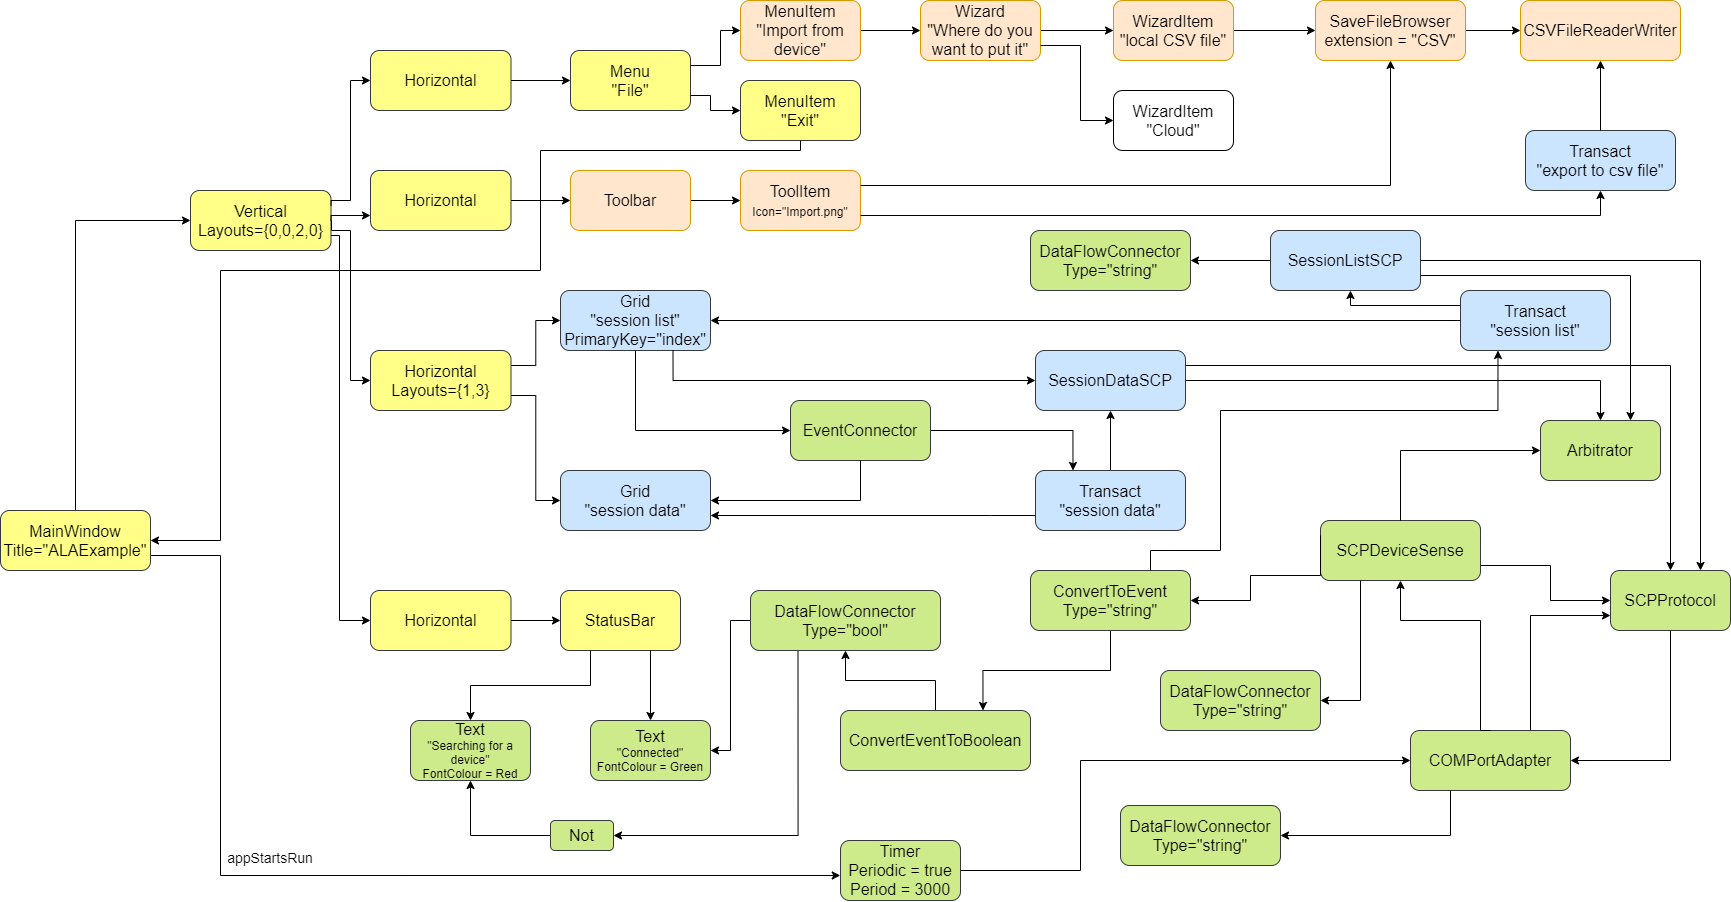 MenuItem
"Import from
device"
Wizard
"Where do you
want to put it"
WizardItem
"local CSV file"
SaveFileBrowser
extension = "CSV"
CSVFileReaderWriter
Horizontal
Menu
"File"
MenuItem
"Exit"
WizardItem
"Cloud"
Transact
"export to csv file"
Vertical
Layouts={0,0,2,0}
Horizontal
Toolbar
ToolItem
Icon="Import.png"
DataFlowConnector
Type="string"
SessionListSCP
Grid
"session list"
PrimaryKey="index"
Transact
"session list"
Horizontal
Layouts={1,3}
SessionDataSCP
EventConnector
Arbitrator
Grid
"session data"
Transact
"session data"
MainWindow
Title="ALAExample"
SCPDeviceSense
Horizontal
StatusBar
DataFlowConnector
Type="bool"
ConvertToEvent
Type="string"
SCPProtocol
DataFlowConnector
Type="string"
Text
"Searching for a
device"
FontColour = Red
Text
"Connected"
FontColour = Green
ConvertEventToBoolean
COMPortAdapter
Not
DataFlowConnector
Type="string"
appStartsRun
Timer
Periodic = true
Period = 3000